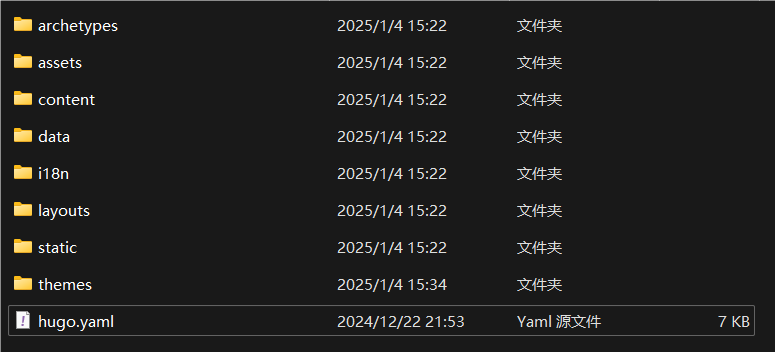 archetypes 2025/1/4 15:22 文件夹
assets 2025/1/4 15:22 文件夹
content 2025/1/4 15:22 文件夹
data 2025/1/4 15:22 文件夹
i18n 2025/1/4 15:22 文件夹
layouts 2025/1/4 15:22 文件夹
static 2025/1/4 15:22 文件夹
themes 2025/1/4 15:34 文件夹
hugo.yaml 2024/12/22 21:53 Yaml 源文件 7 KB